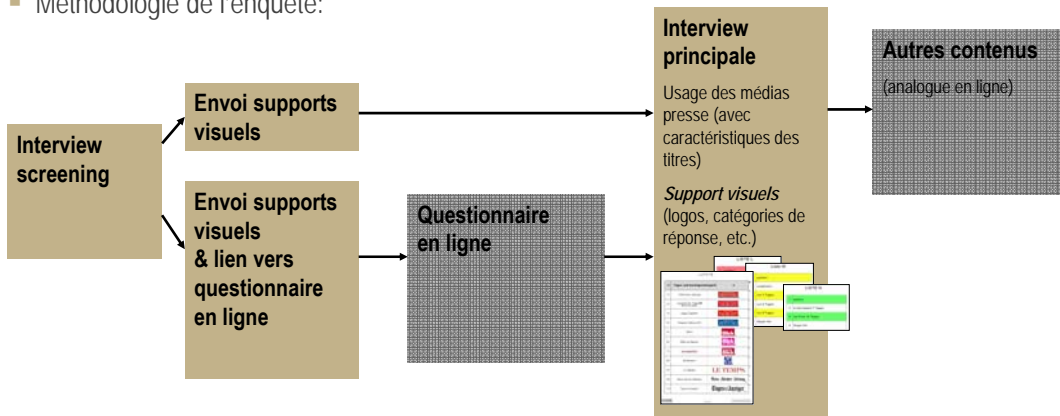 Méthodologie de l'enquête:
Interview
screening
Envoi supports
visuels
Envoi supports
visuels
& lien vers
questionnaire
en ligne
Questionnaire
en ligne
Interview
principale
Usage des médias
presse (avec
caractéristiques des
titres)
Support visuels
(logos, catégories de
réponse, etc.)
LE TEMPS
Autres contenus
(analogue en ligne)